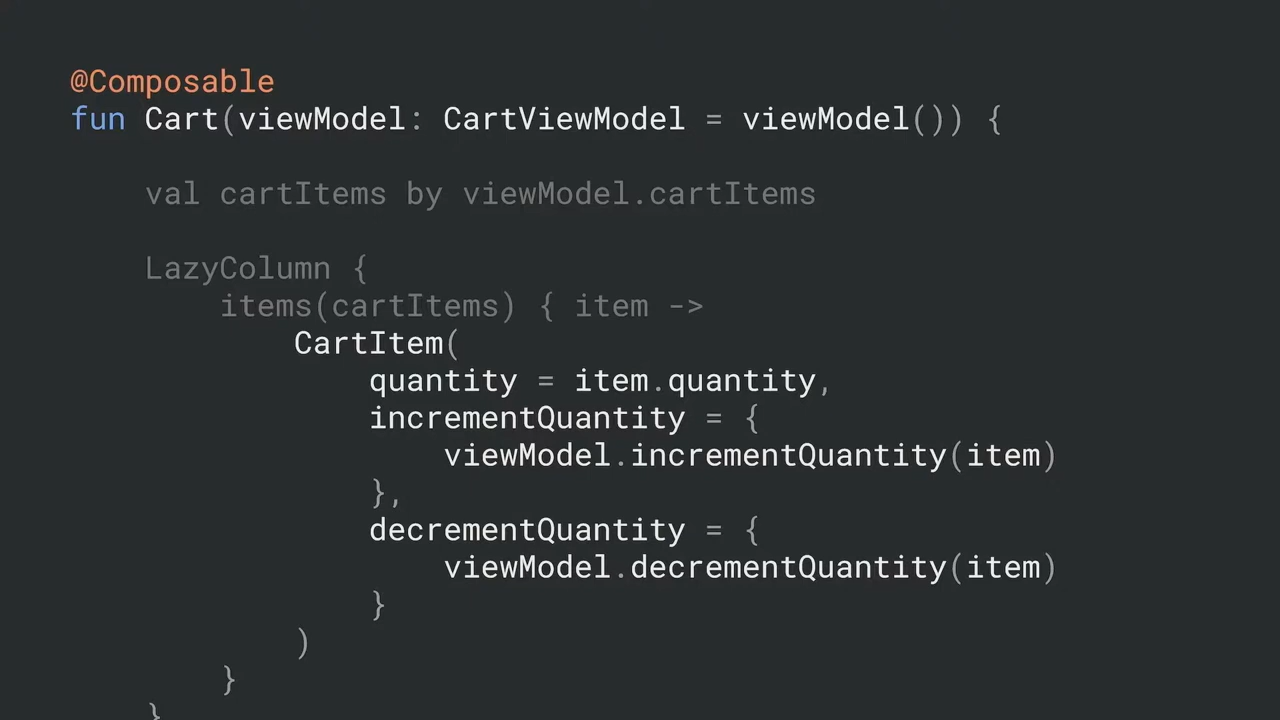 @Composable
fun Cart(viewModel: CartViewModel = viewModel()) {
val cartItems by viewModel.cartItems
LazyColumn {
items(cartItems) { item ->
CartItem(
quantity = item.quantity,
incrementQuantity = {
viewModel.incrementQuantity(item)
},
decrementQuantity = {
viewModel.decrementQuantity(item)
}
)
}
}